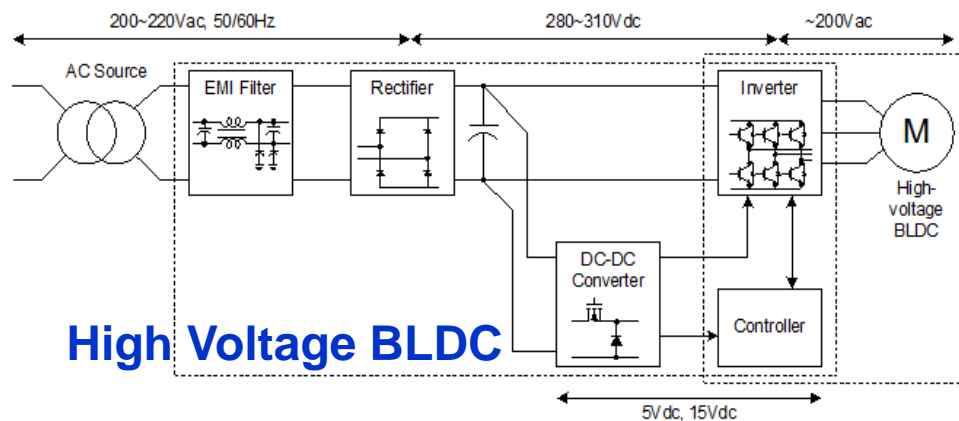 200~220Vac, 50/60Hz
280~310Vdc
~200Vac
AC Source
EMI Filter
Rectifier
Inverter
M
High-
voltage
BLDC
DC-DC
Converter
Controller
High Voltage BLDC
5Vdc, 15Vdc